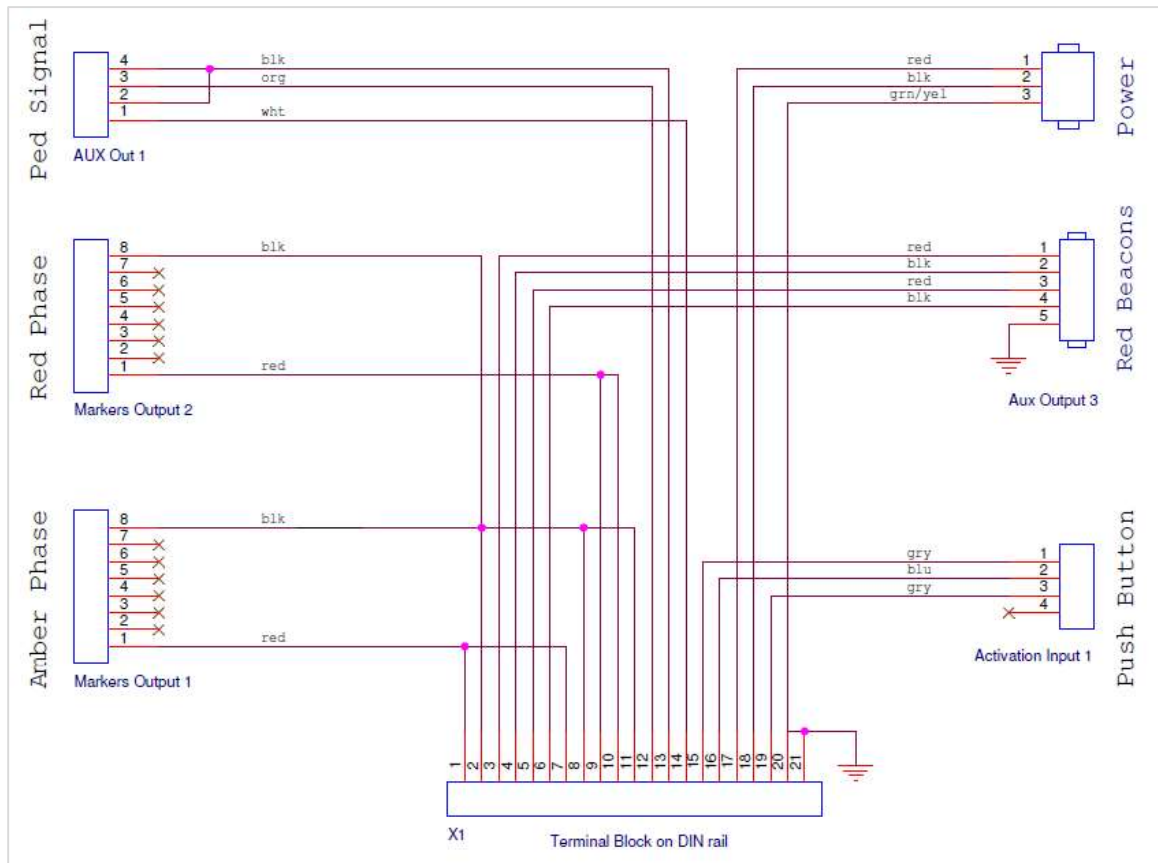 Ped Signal
4
3
2
1
blk
org
wht
AUX Out 1
red
blk
grn/yel
1
2
3
Power
Red Phase
8
7
6
5
4
3
2
1
blk
red
Markers Output 2
red
blk
red
blk
1
2
3
4
5
Red Beacons
Aux Output 3
Amber Phase
8
7
6
5
4
3
2
1
blk
red
Markers Output 1
gry
blu
gry
1
2
3
4
Push Button
Activation Input 1
1
2
3
4
5
6
7
8
9
10
11
12
13
14
15
16
17
18
19
20
21
X1
Terminal Block on DIN rail